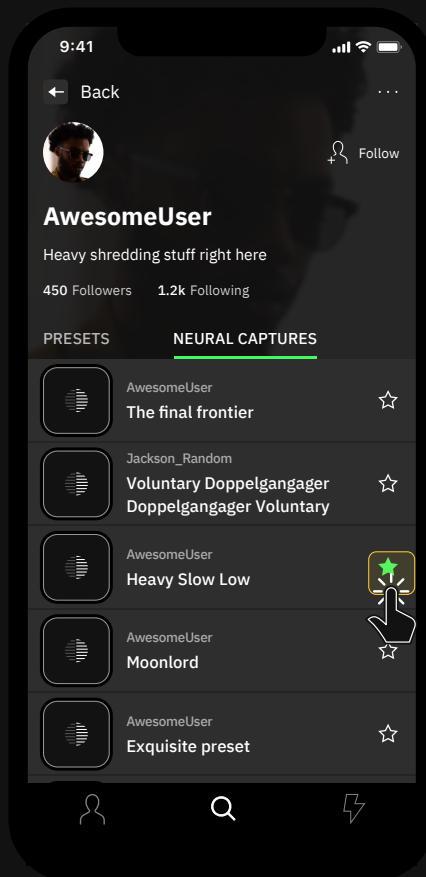 9:41
Back
Follow
AwesomeUser
Heavy shredding stuff right here
450 Followers 1.2k Following
PRESETS NEURAL CAPTURES
AwesomeUser
The final frontier
Jackson_Random
Voluntary Doppelgangager
Doppelgangager Voluntary
AwesomeUser
Heavy Slow Low
AwesomeUser
Moonlord
AwesomeUser
Exquisite preset